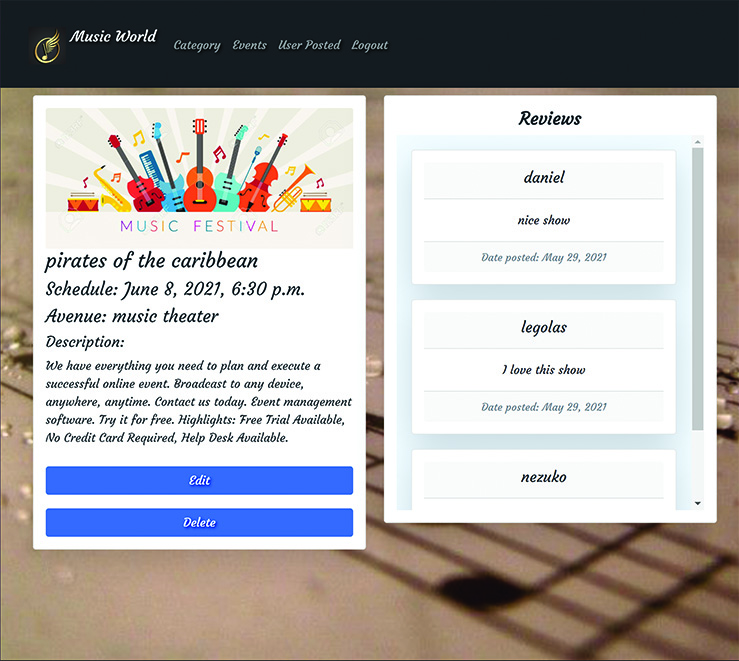 Music World
Category Events User Posted Logout
MUSIC FESTIVAL
pirates of the caribbean
Schedule: June 8, 2021, 6:30 p.m.
Avenue: music theater
Description:
We have everything you need to plan and execute a
successful online event. Broadcast to any device,
anywhere, anytime. Contact us today. Event management
software. Try it for free. Highlights: Free Trial Available,
No Credit Card Required, Help Desk Available.
Edit
Delete
Reviews
daniel
nice show
Date posted: May 29, 2021
legolas
I love this show
Date posted: May 29, 2021
nezuko